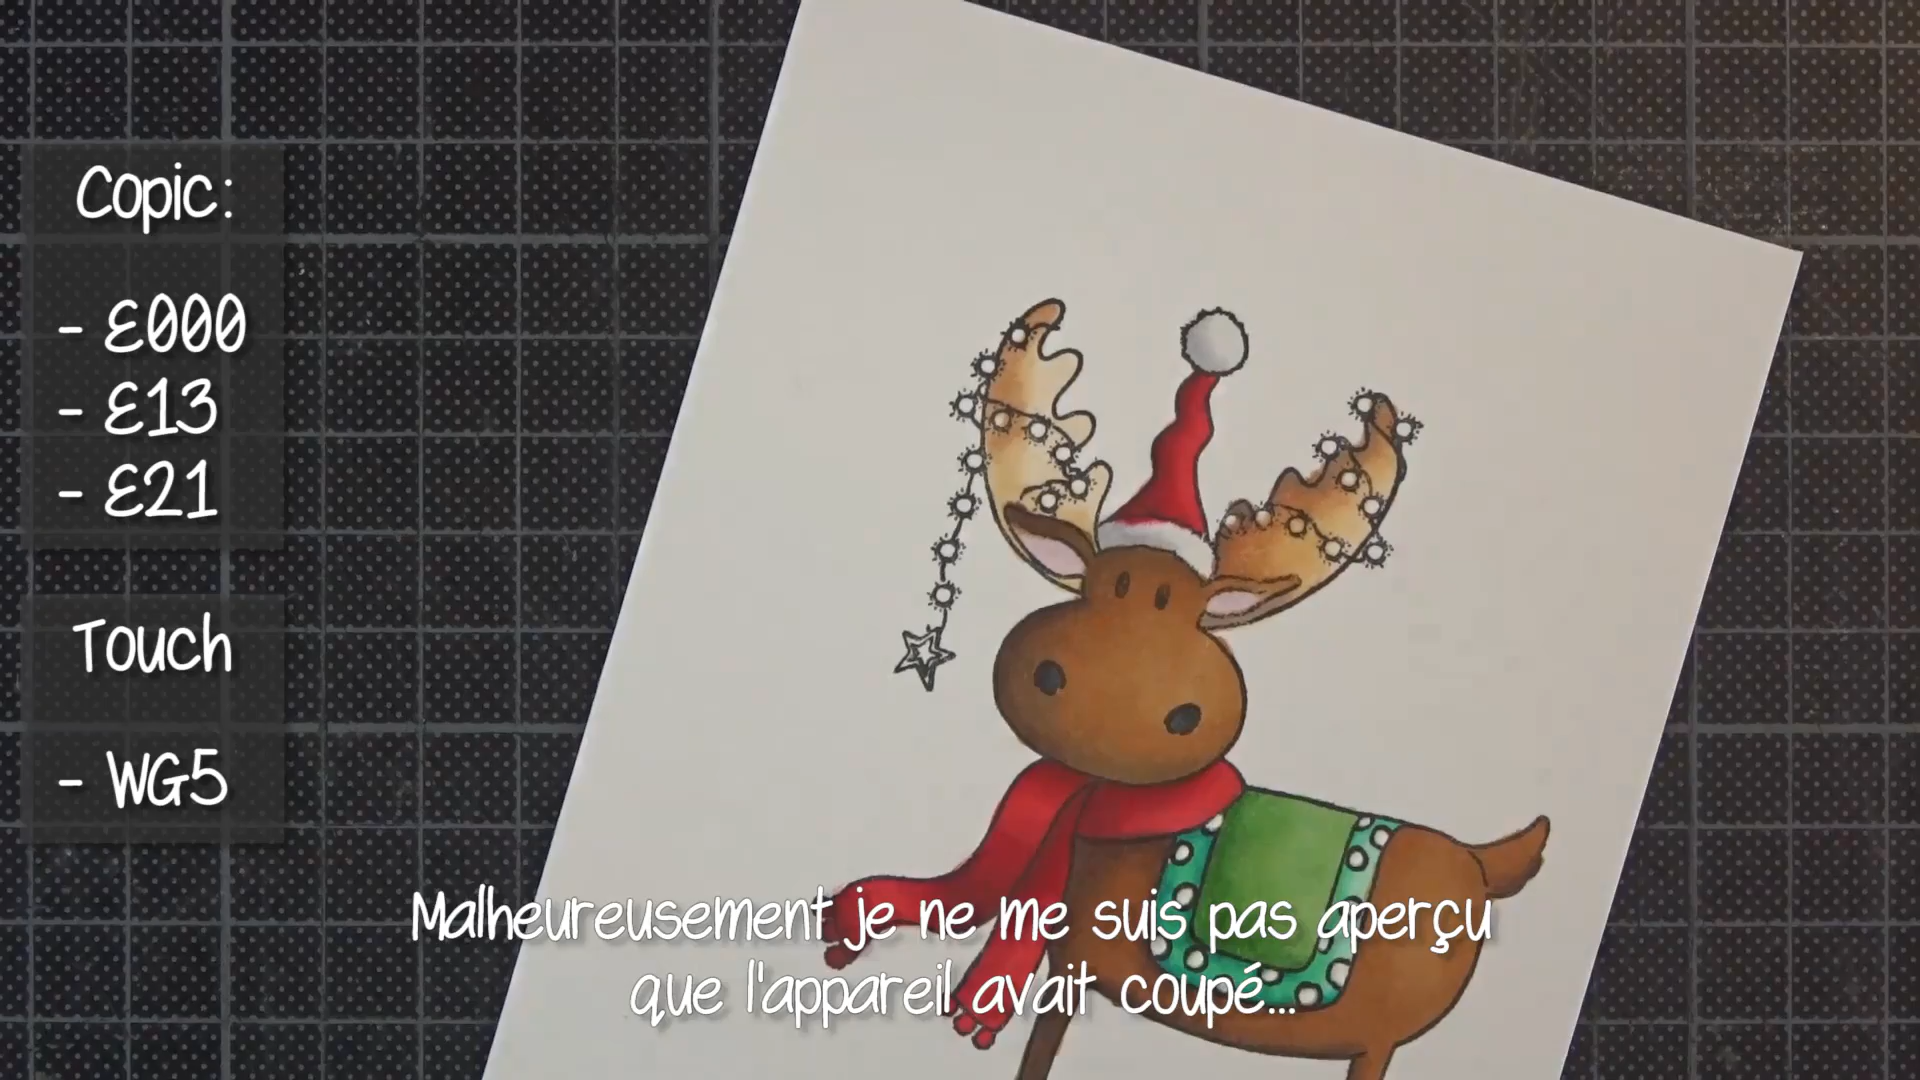 Copic:
- E000
- E13
- E21
Touch
- WG5
Malheureusement je ne me suis pas aperçu
que l'appareil avait coupé...